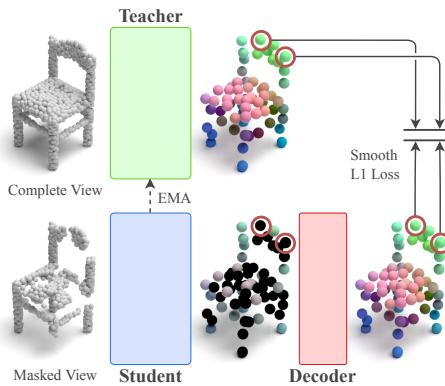 Teacher
Complete View
EMA
Smooth
L1 Loss
Masked View
Student
Decoder